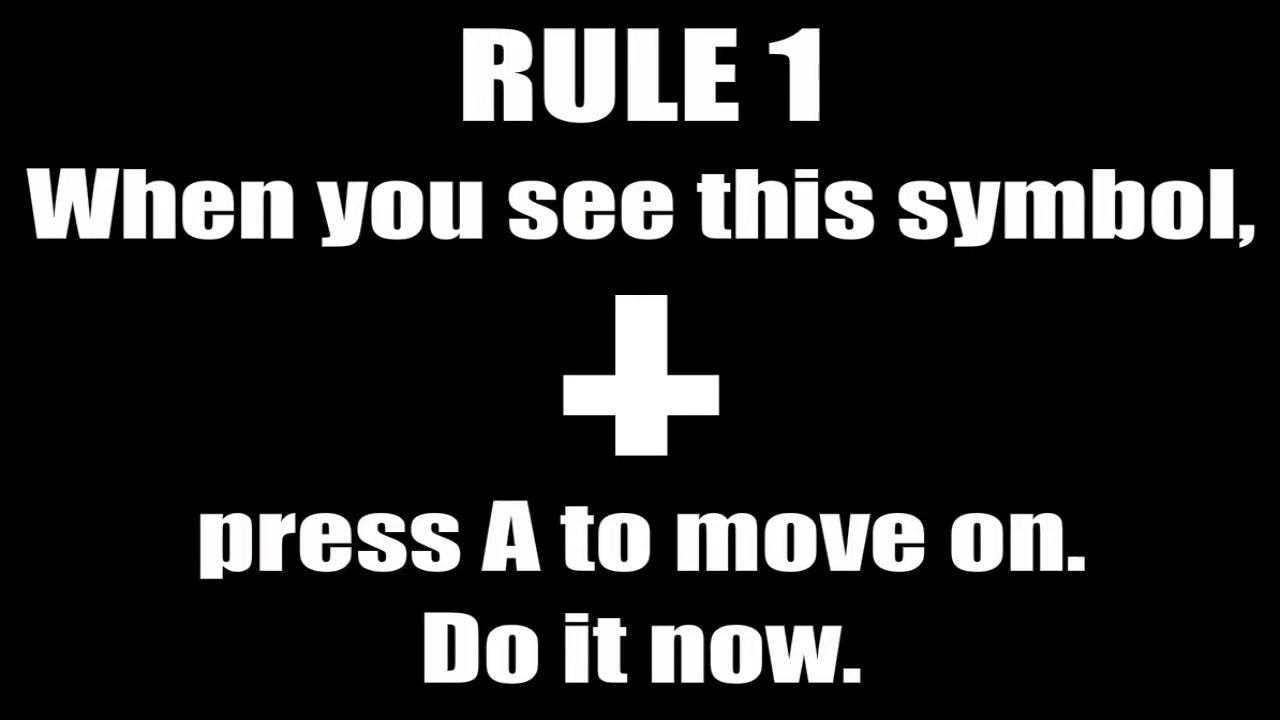 RULE 1
When you see this symbol,
+
press A to move on.
Do it now.